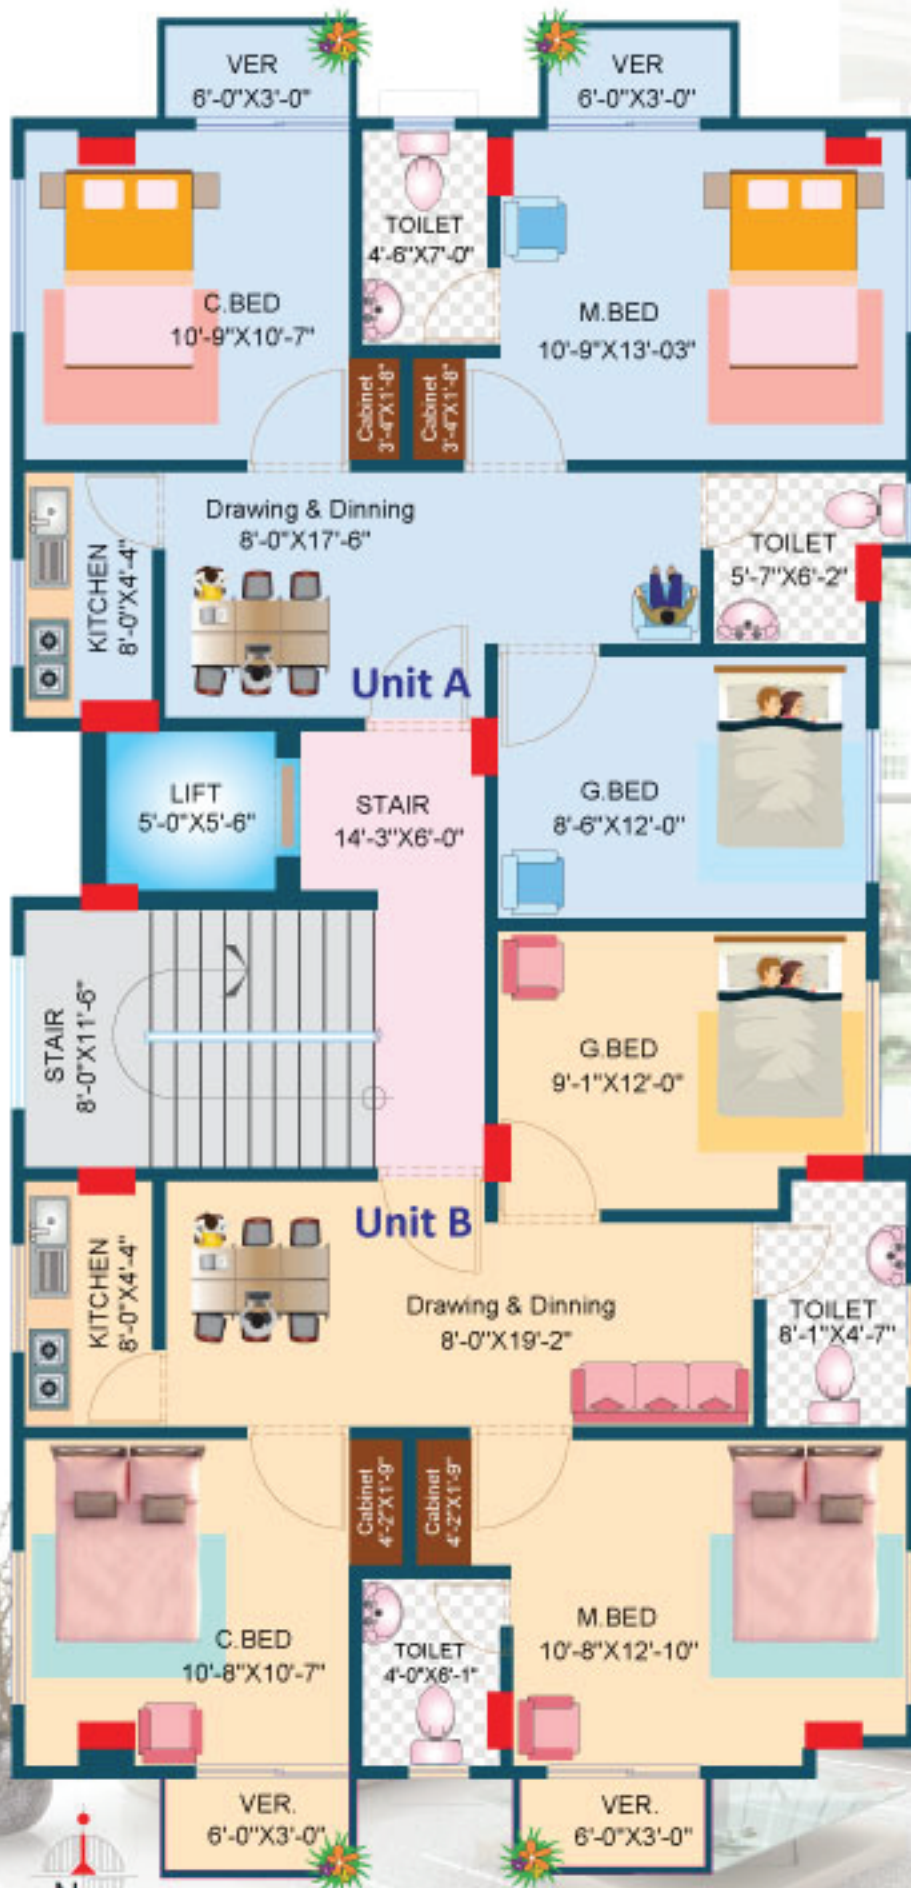 VER
6'-0"X3'-0"
VER
6'-0"X3'-0"
TOILET
4'-6"X7'-0"
C.BED
10'-9"X10'-7"
M.BED
10'-9"X13'-03"
Cabinet
3'-4"X1'-8"
Cabinet
3'-4"X1'-8"
Drawing & Dinning
8'-0"X17'-6"
KITCHEN
8'-0"X4'-4"
TOILET
5'-7"X6'-2"
Unit A
LIFT
5'-0"X5'-6"
STAIR
14'-3"X6'-0"
G.BED
8'-6"X12'-0"
STAIR
8'-0"X11'-6"
G.BED
9'-1"X12'-0"
Unit B
KITCHEN
8'-0"X4'-4"
Drawing & Dinning
8'-0"X19'-2"
TOILET
8'-1"X4'-7"
Cabinet
4'-2"X1'-9"
Cabinet
4'-2"X1'-9"
C.BED
10'-8"X10'-7"
TOILET
4'-0"X6'-1"
M.BED
10'-8"X12'-10"
VER.
6'-0"X3'-0"
VER.
6'-0"X3'-0"
N